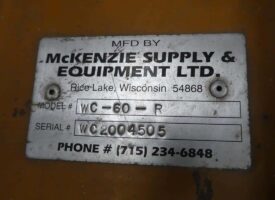 MFD BY
McKENZIE SUPPLY &
EQUIPMENT LTD.
Rice Lake, Wisconsin 54868
MODEL # WC-60-R
SERIAL # WC2004505
PHONE # (715) 234-6848